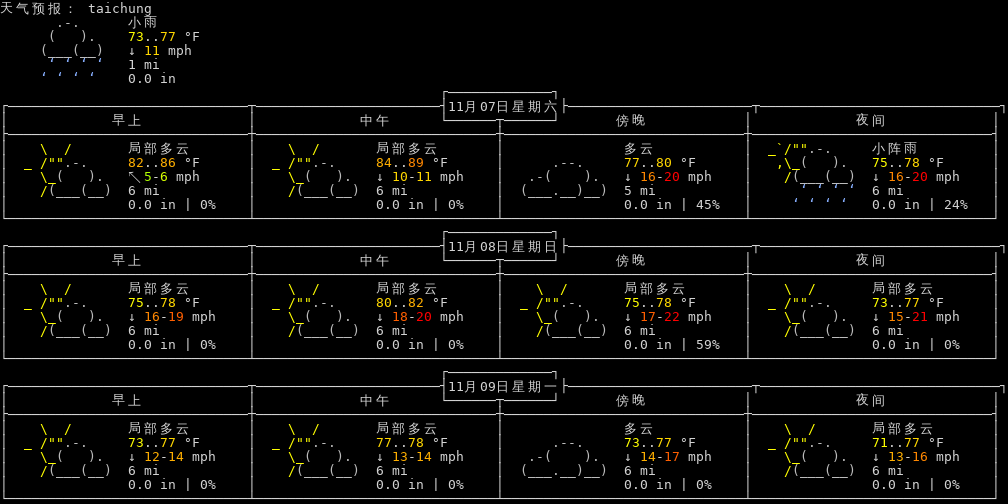 天气预报： taichung
小雨
73..77 °F
↓ 11 mph
1 mi
0.0 in
11月07日星期六
早上 中午 傍晚 夜间
局部多云 局部多云 多云 小阵雨
82..86 °F 84..89 °F 77..80 °F 75..78 °F
↖ 5-6 mph ↓ 10-11 mph ↓ 16-20 mph ↓ 16-20 mph
6 mi 6 mi 5 mi 6 mi
0.0 in | 0% 0.0 in | 0% 0.0 in | 45% 0.0 in | 24%
11月08日星期日
早上 中午 傍晚 夜间
局部多云 局部多云 局部多云 局部多云
75..78 °F 80..82 °F 75..78 °F 73..77 °F
↓ 16-19 mph ↓ 18-20 mph ↓ 17-22 mph ↓ 15-21 mph
6 mi 6 mi 6 mi 6 mi
0.0 in | 0% 0.0 in | 0% 0.0 in | 59% 0.0 in | 0%
11月09日星期一
早上 中午 傍晚 夜间
局部多云 局部多云 多云 局部多云
73..77 °F 77..78 °F 73..77 °F 71..77 °F
↓ 12-14 mph ↓ 13-14 mph ↓ 14-17 mph ↓ 13-16 mph
6 mi 6 mi 6 mi 6 mi
0.0 in | 0% 0.0 in | 0% 0.0 in | 0% 0.0 in | 0%